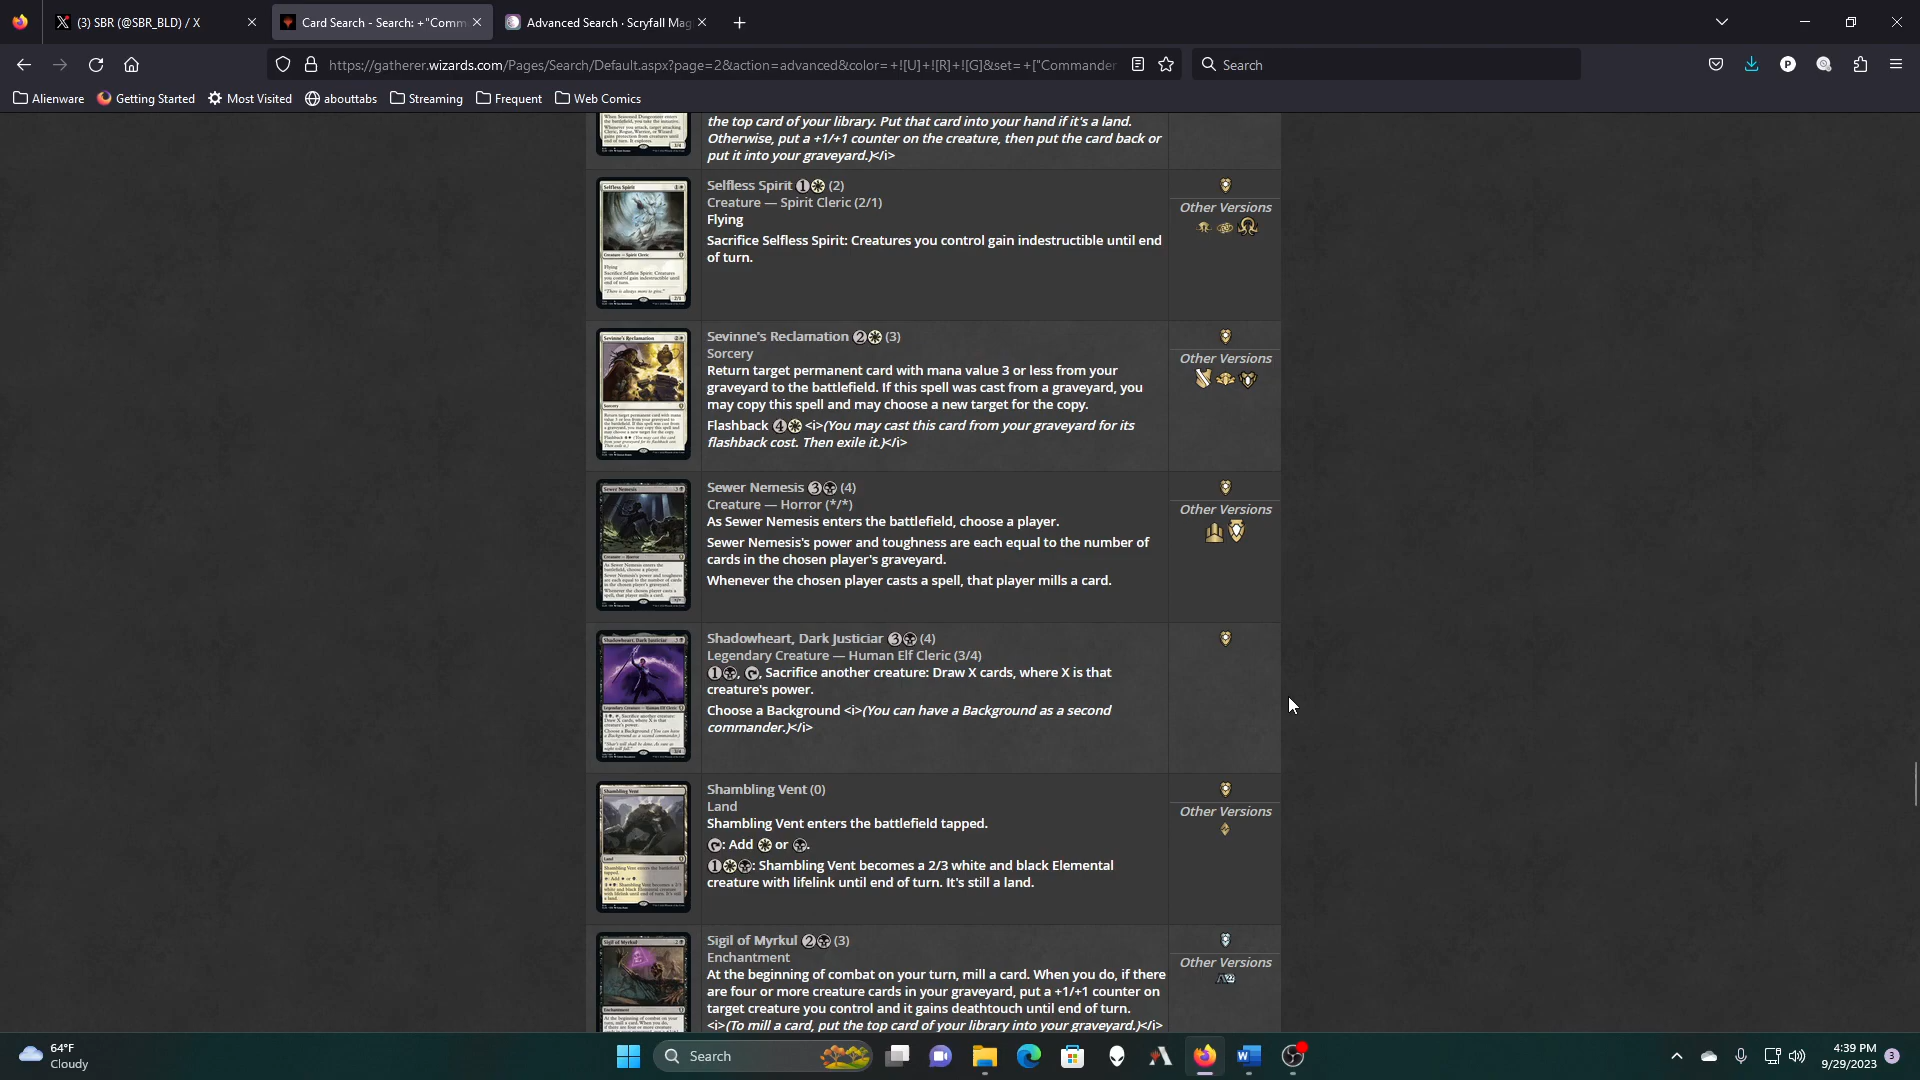 (3) SBR (@SBR_BLD) / X
Card Search - Search: +"Comm
Advanced Search · Scryfall Mag
https://gatherer.wizards.com/Pages/Search/Default.aspx?page=2&action=advanced&color=+![U]+![R]+![G]&set=+["Commander
Search
Alienware
Getting Started
Most Visited
abouttabs
Streaming
Frequent
Web Comics
the top card of your library. Put that card into your hand if it's a land.
Otherwise, put a +1/+1 counter on the creature, then put the card back or
put it into your graveyard.)</i>
Selfless Spirit 1 (2)
Creature — Spirit Cleric (2/1)
Flying
Sacrifice Selfless Spirit: Creatures you control gain indestructible until end
of turn.
Other Versions
Sevinne's Reclamation 2 (3)
Sorcery
Return target permanent card with mana value 3 or less from your
graveyard to the battlefield. If this spell was cast from a graveyard, you
may copy this spell and may choose a new target for the copy.
Flashback 4 <i>(You may cast this card from your graveyard for its
flashback cost. Then exile it.)</i>
Other Versions
Sewer Nemesis 3 (4)
Creature — Horror (*/*)
As Sewer Nemesis enters the battlefield, choose a player.
Sewer Nemesis's power and toughness are each equal to the number of
cards in the chosen player's graveyard.
Whenever the chosen player casts a spell, that player mills a card.
Other Versions
Shadowheart, Dark Justiciar 3 (4)
Legendary Creature — Human Elf Cleric (3/4)
1, , Sacrifice another creature: Draw X cards, where X is that
creature's power.
Choose a Background <i>(You can have a Background as a second
commander.)</i>
Shambling Vent (0)
Land
Shambling Vent enters the battlefield tapped.
: Add or .
1: Shambling Vent becomes a 2/3 white and black Elemental
creature with lifelink until end of turn. It's still a land.
Other Versions
Sigil of Myrkul 2 (3)
Enchantment
At the beginning of combat on your turn, mill a card. When you do, if there
are four or more creature cards in your graveyard, put a +1/+1 counter on
target creature you control and it gains deathtouch until end of turn.
<i>(To mill a card, put the top card of your library into your graveyard.)</i>
Other Versions
64°F
Cloudy
Search
4:39 PM
9/29/2023
3